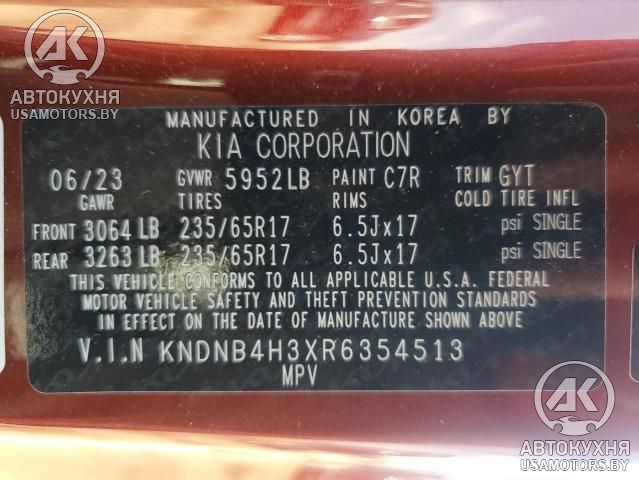 АК
АВТОКУХНЯ
USAMOTORS.BY
MANUFACTURED IN KOREA BY
KIA CORPORATION
06/23 GVWR 5952LB PAINT C7R TRIM GYT
GAWR TIRES RIMS COLD TIRE INFL
FRONT 3064 LB 235/65R17 6.5Jx17 psi SINGLE
REAR 3263 LB 235/65R17 6.5Jx17 psi SINGLE
THIS VEHICLE CONFORMS TO ALL APPLICABLE U.S.A. FEDERAL
MOTOR VEHICLE SAFETY AND THEFT PREVENTION STANDARDS
IN EFFECT ON THE DATE OF MANUFACTURE SHOWN ABOVE
V.I.N KNDNB4H3XR6354513
MPV
АК
АВТОКУХНЯ
USAMOTORS.BY